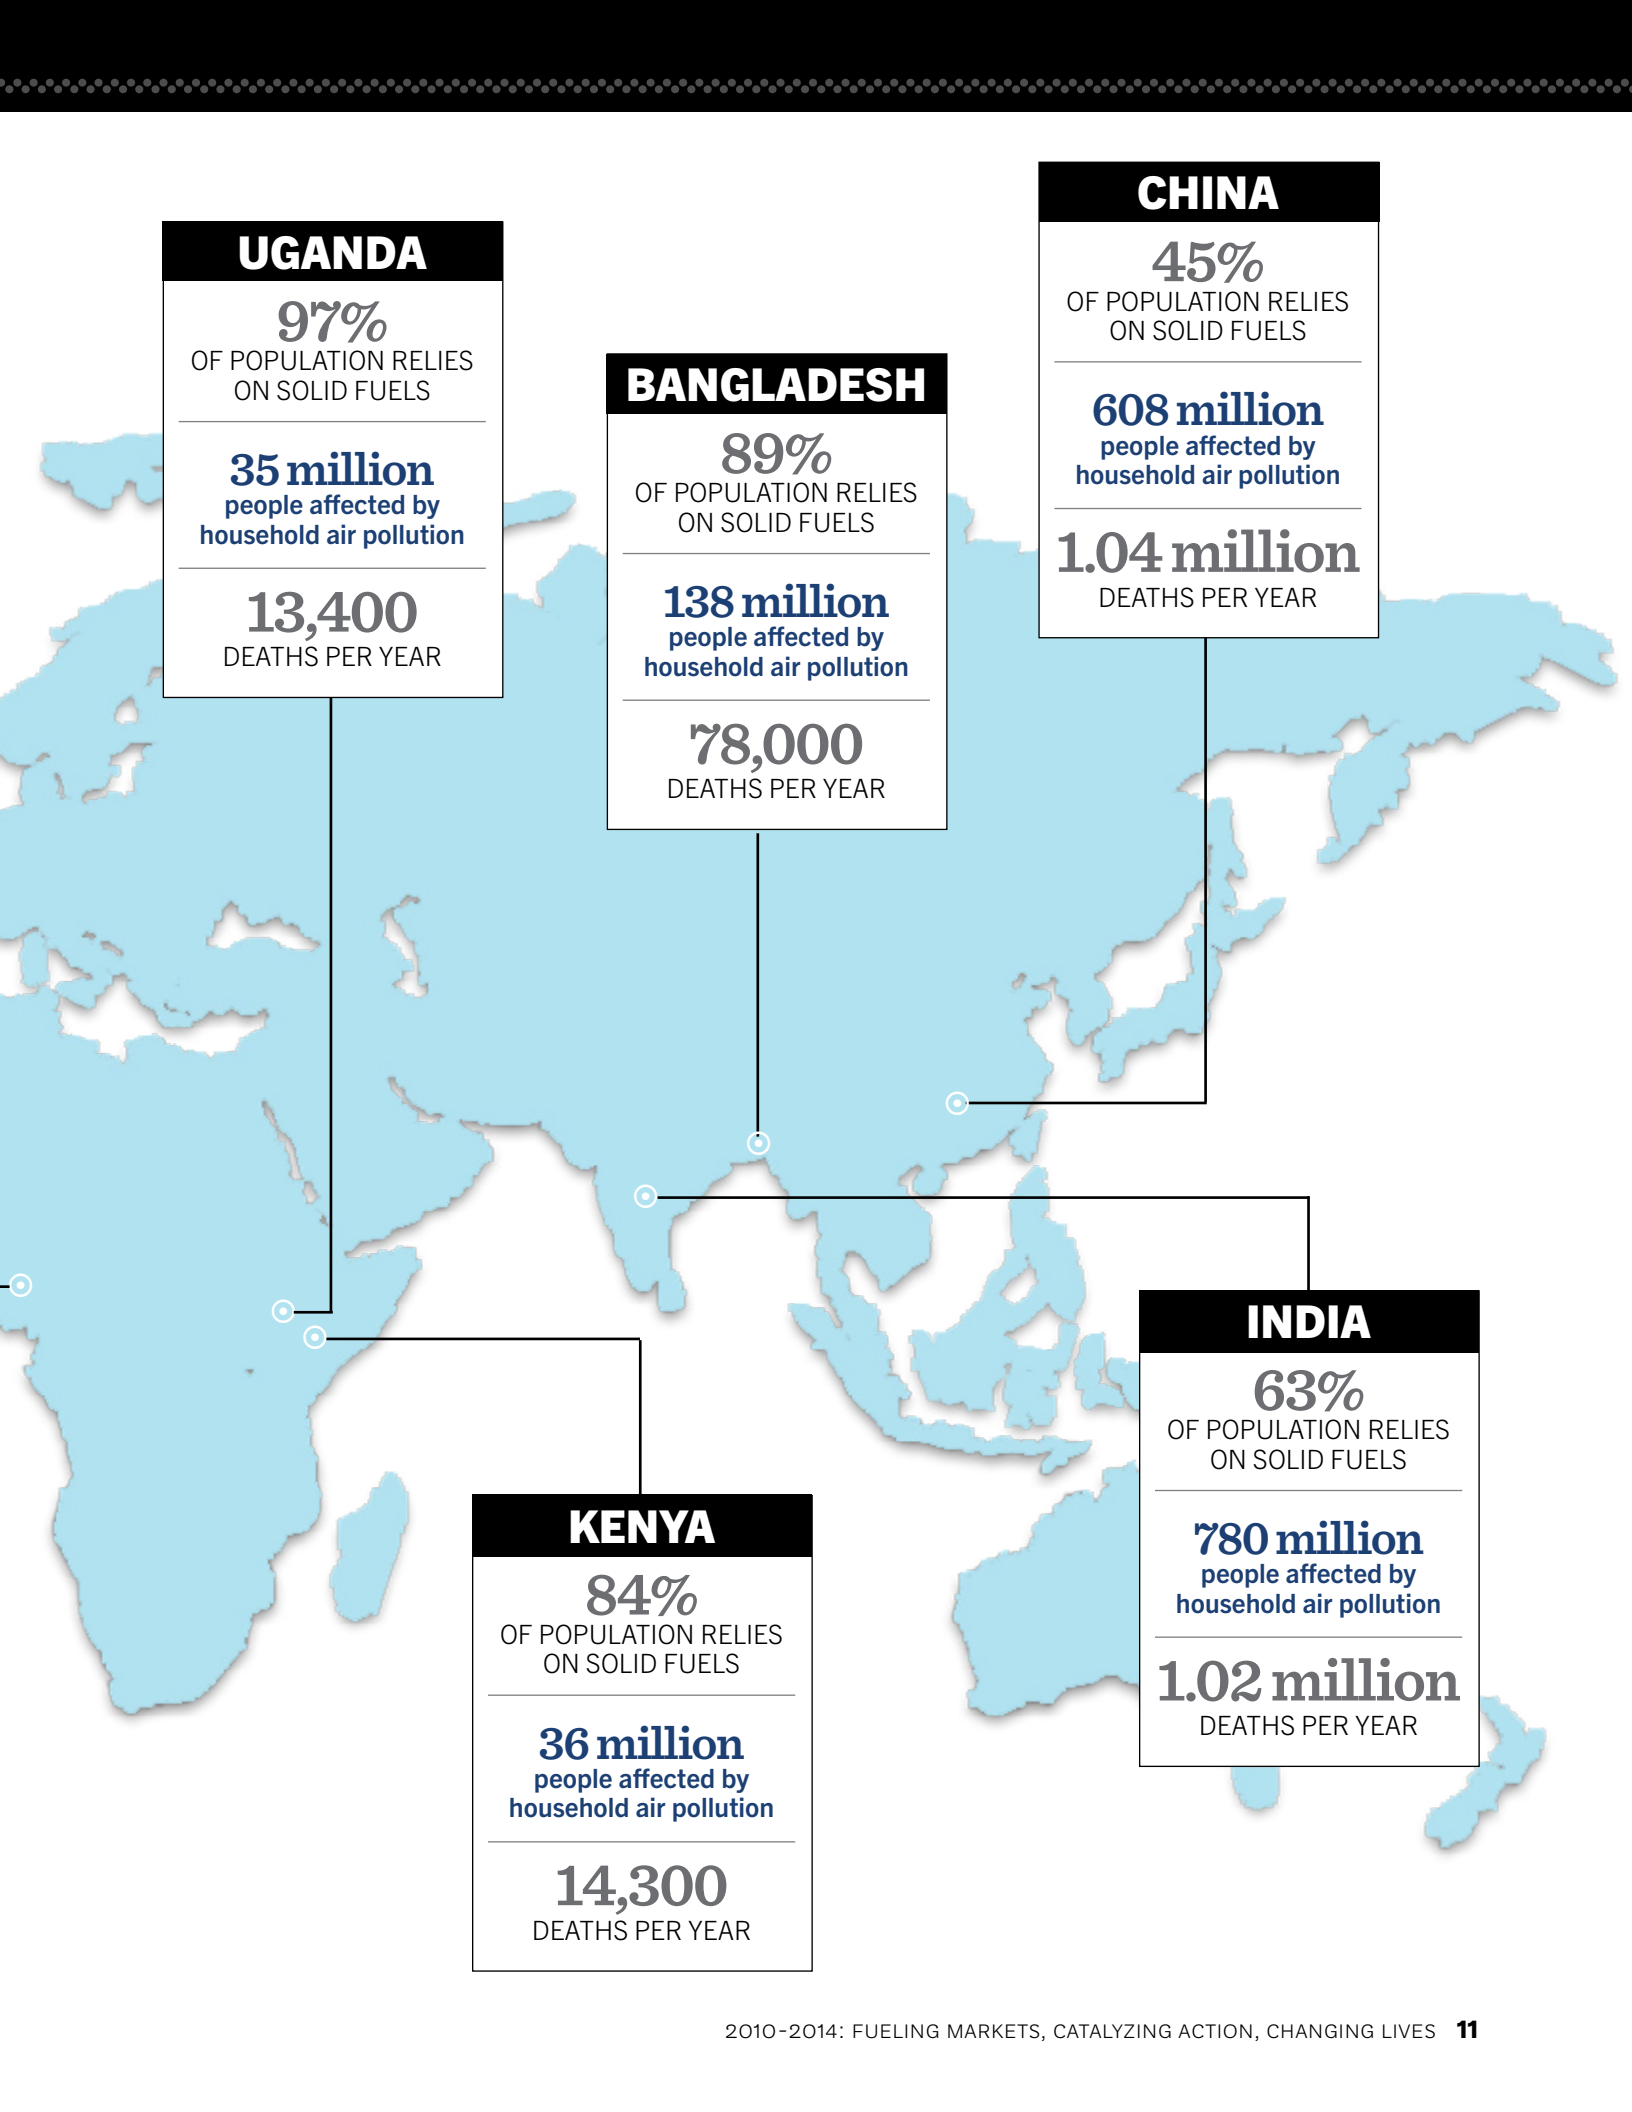 UGANDA
97%
OF POPULATION RELIES
ON SOLID FUELS
35 million
people affected by
household air pollution
13,400
DEATHS PER YEAR
BANGLADESH
89%
OF POPULATION RELIES
ON SOLID FUELS
138 million
people affected by
household air pollution
78,000
DEATHS PER YEAR
CHINA
45%
OF POPULATION RELIES
ON SOLID FUELS
608 million
people affected by
household air pollution
1.04 million
DEATHS PER YEAR
KENYA
84%
OF POPULATION RELIES
ON SOLID FUELS
36 million
people affected by
household air pollution
14,300
DEATHS PER YEAR
INDIA
63%
OF POPULATION RELIES
ON SOLID FUELS
780 million
people affected by
household air pollution
1.02 million
DEATHS PER YEAR
2010-2014: FUELING MARKETS, CATALYZING ACTION, CHANGING LIVES 11